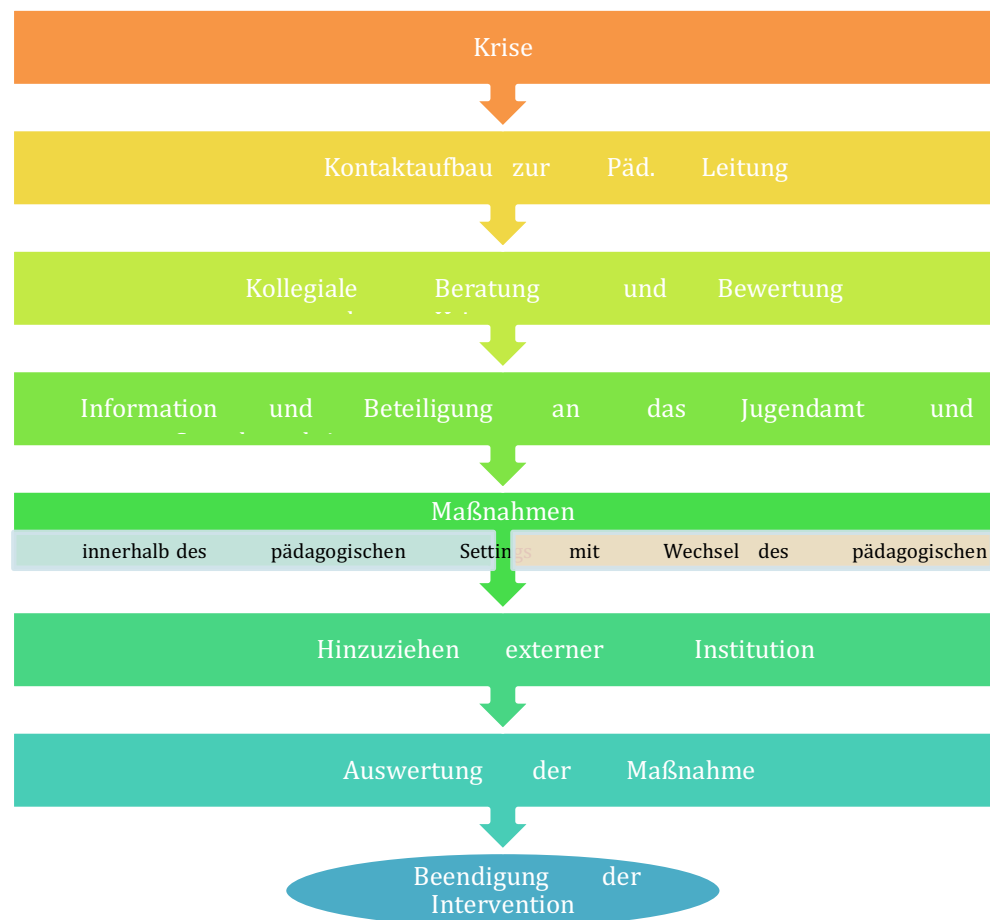 Krise
Kontaktaufbau zur Päd. Leitung
Kollegiale Beratung und Bewertung
Information und Beteiligung an das Jugendamt und
Maßnahmen
innerhalb des pädagogischen Settings
mit Wechsel des pädagogischen
Hinzuziehen externer Institution
Auswertung der Maßnahme
Beendigung der
Intervention